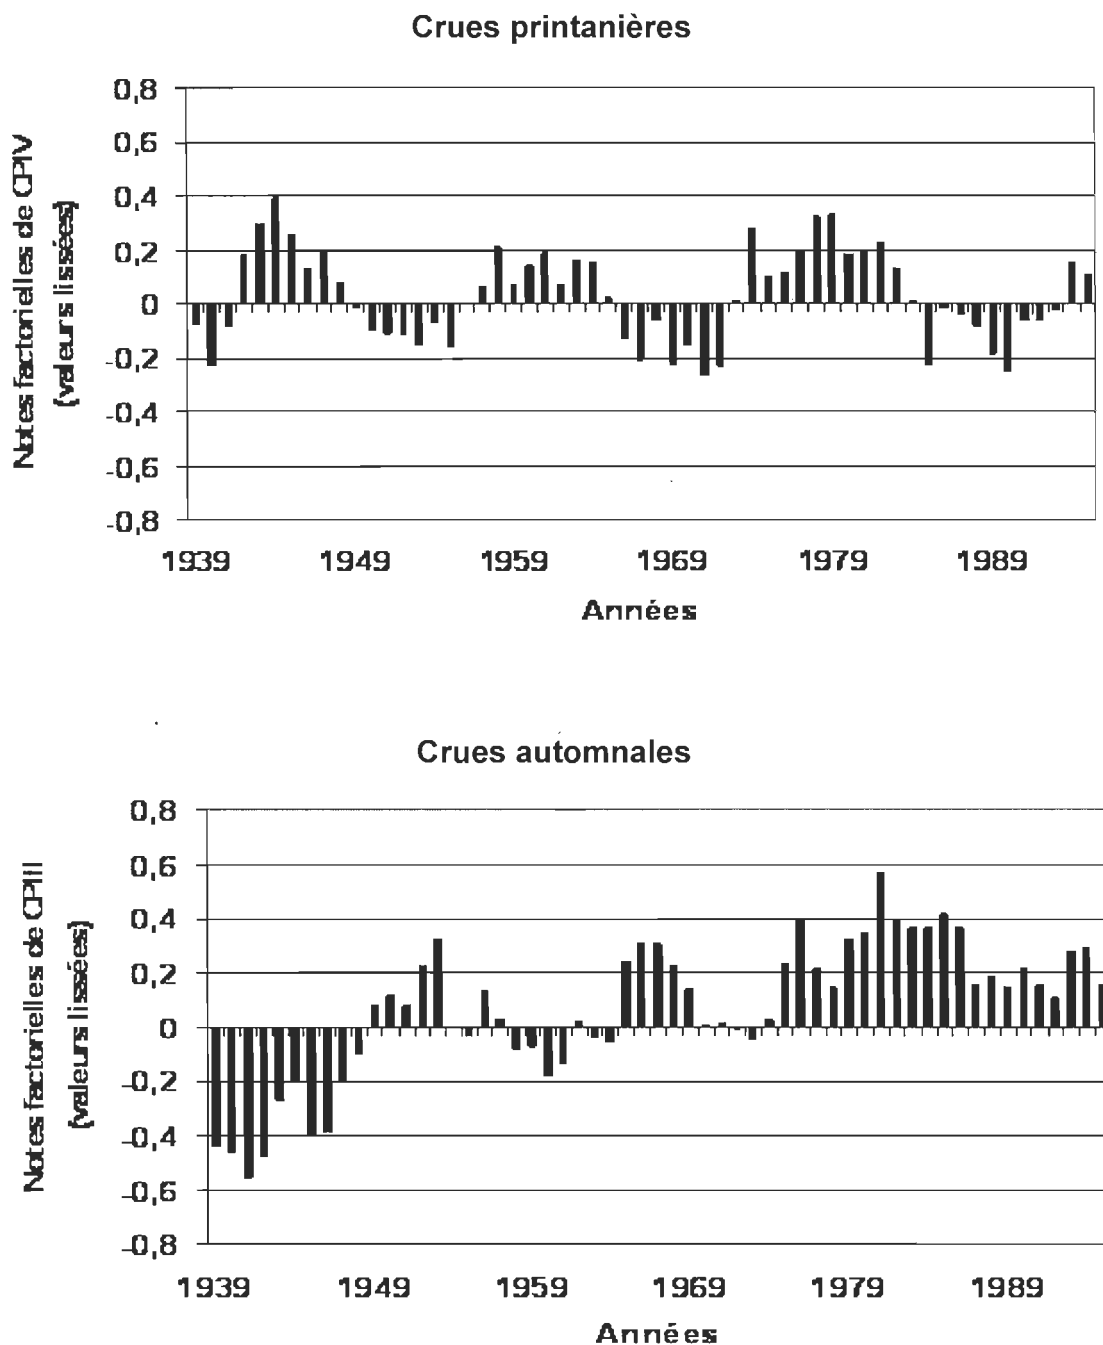 Crues printanières
Notes factorielles de CPIV
(valeurs lissées)
0,8
0,6
0,4
0,2
0
-0,2
-0,4
-0,6
-0,8
1939 1949 1959 1969 1979 1989
Années
Crues automnales
Notes factorielles de CPIII
(valeurs lissées)
0,8
0,6
0,4
0,2
0
-0,2
-0,4
-0,6
-0,8
1939 1949 1959 1969 1979 1989
Années